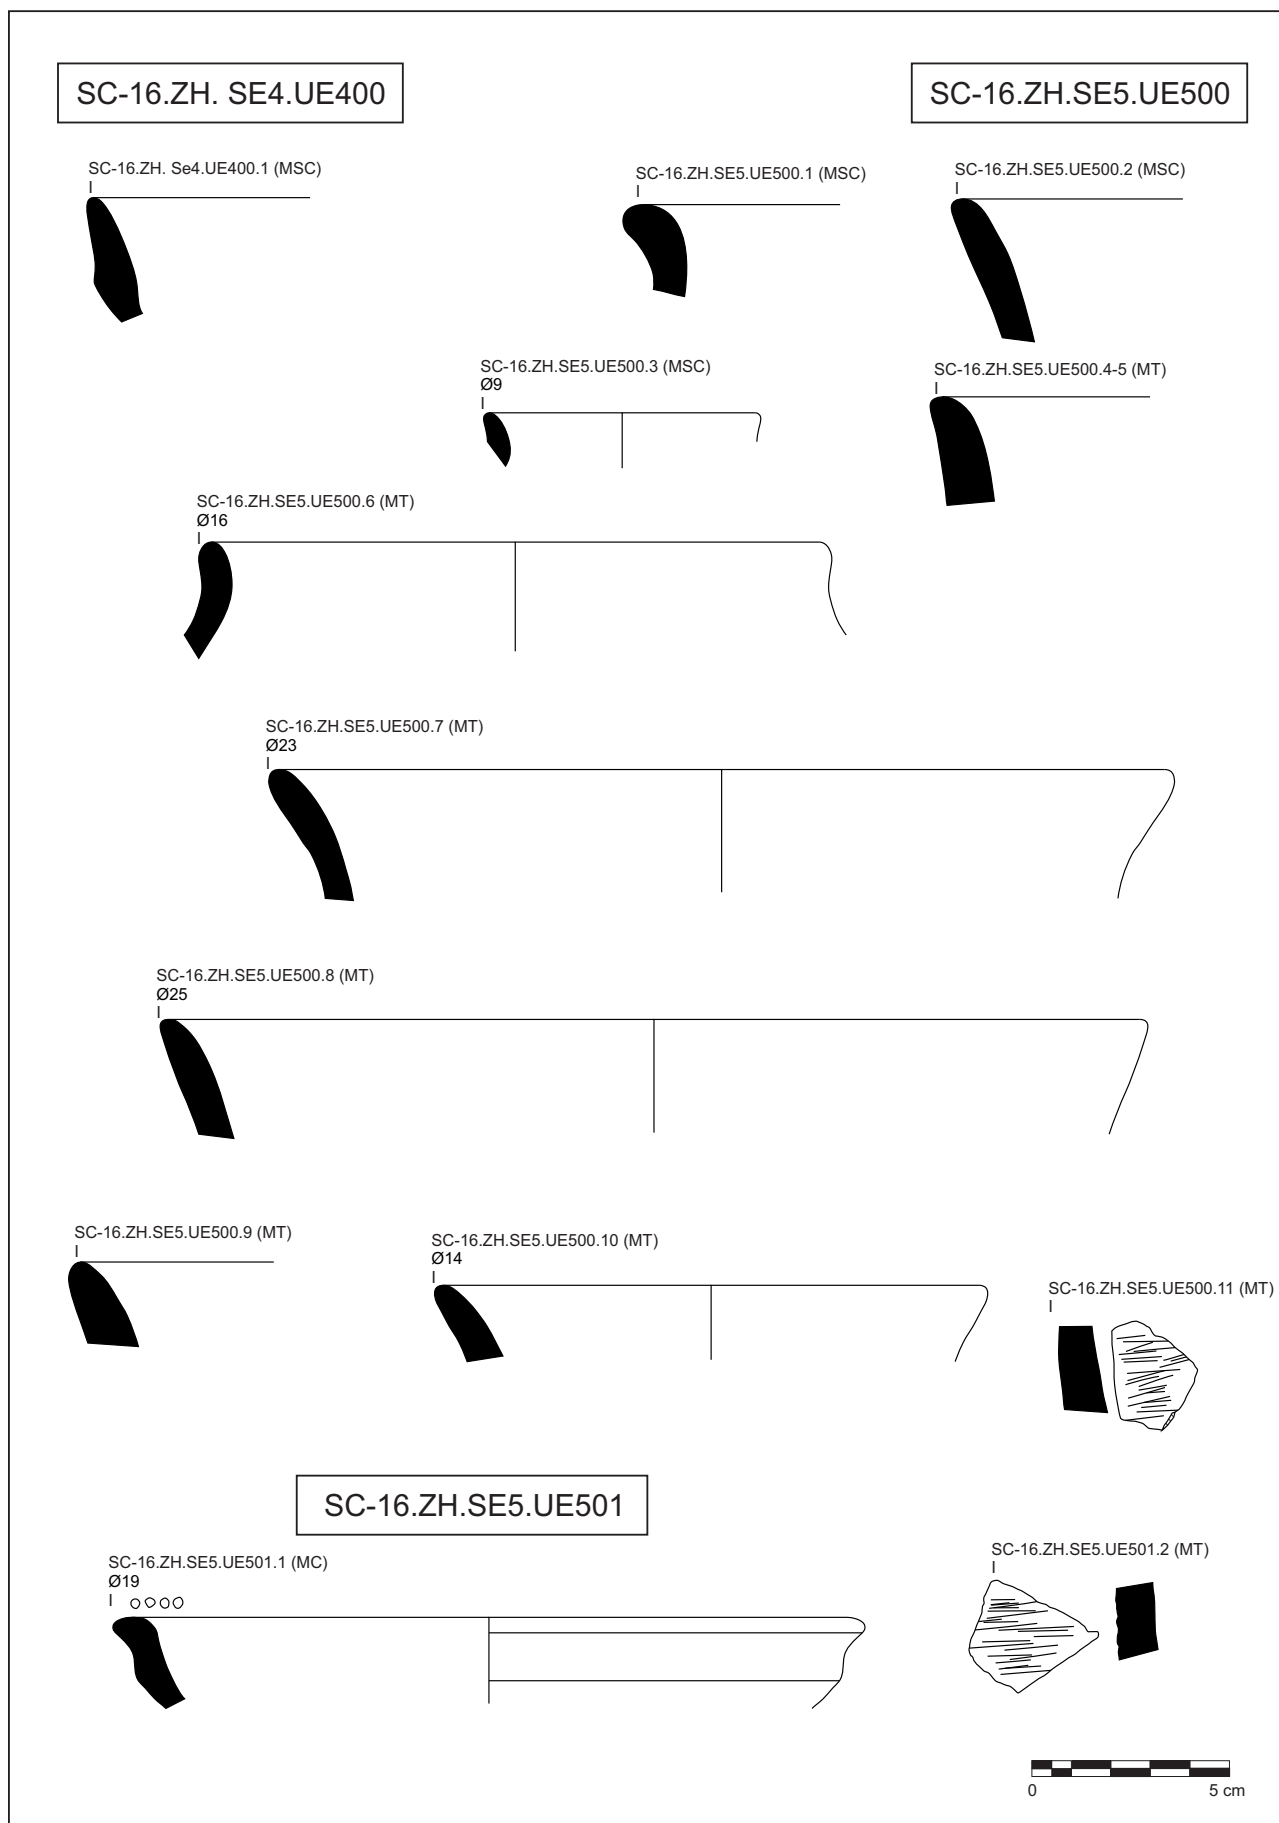 SC-16.ZH. SE4.UE400
SC-16.ZH.SE5.UE500
SC-16.ZH. Se4.UE400.1 (MSC)
SC-16.ZH.SE5.UE500.1 (MSC)
SC-16.ZH.SE5.UE500.2 (MSC)
SC-16.ZH.SE5.UE500.3 (MSC)
Ø9
SC-16.ZH.SE5.UE500.4-5 (MT)
SC-16.ZH.SE5.UE500.6 (MT)
Ø16
SC-16.ZH.SE5.UE500.7 (MT)
Ø23
SC-16.ZH.SE5.UE500.8 (MT)
Ø25
SC-16.ZH.SE5.UE500.9 (MT)
SC-16.ZH.SE5.UE500.10 (MT)
Ø14
SC-16.ZH.SE5.UE500.11 (MT)
SC-16.ZH.SE5.UE501
SC-16.ZH.SE5.UE501.1 (MC)
Ø19
SC-16.ZH.SE5.UE501.2 (MT)
0 5 cm